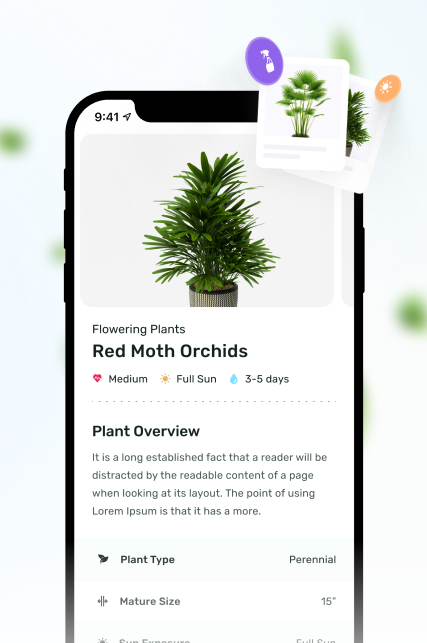 9:41
Flowering Plants
Red Moth Orchids
Medium Full Sun 3-5 days
Plant Overview
It is a long established fact that a reader will be
distracted by the readable content of a page
when looking at its layout. The point of using
Lorem Ipsum is that it has a more.
Plant Type Perennial
Mature Size 15”
Sun Exposure Full Sun